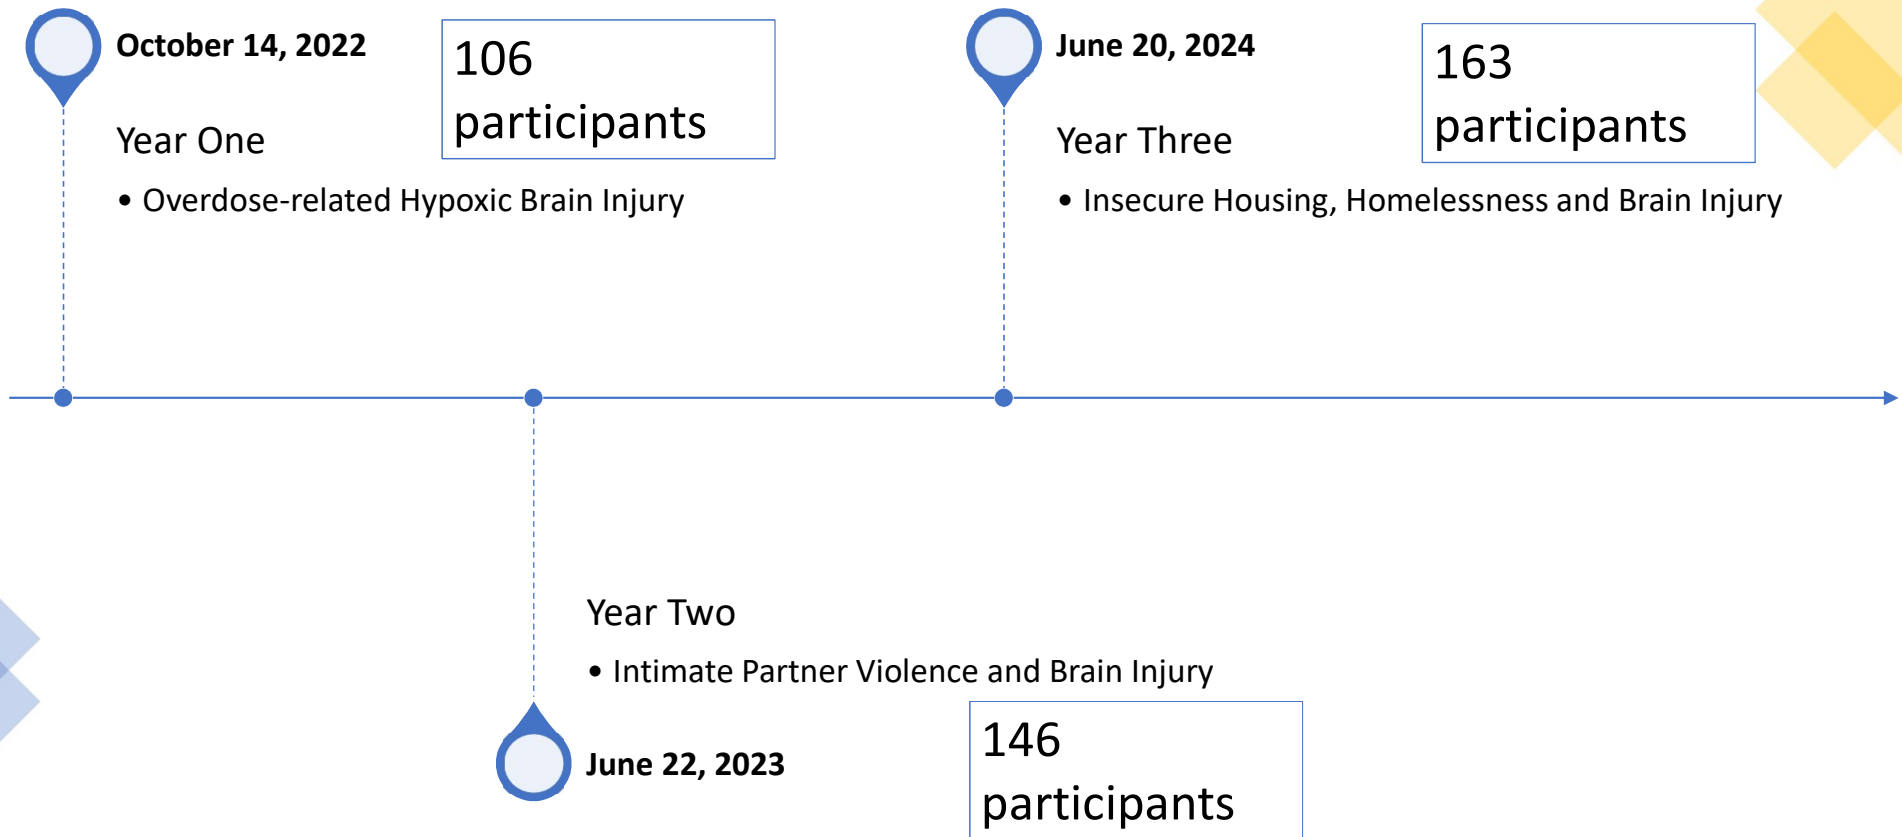 October 14, 2022
106
participants
Year One
• Overdose-related Hypoxic Brain Injury
June 20, 2024
163
participants
Year Three
• Insecure Housing, Homelessness and Brain Injury
Year Two
• Intimate Partner Violence and Brain Injury
June 22, 2023
146
participants